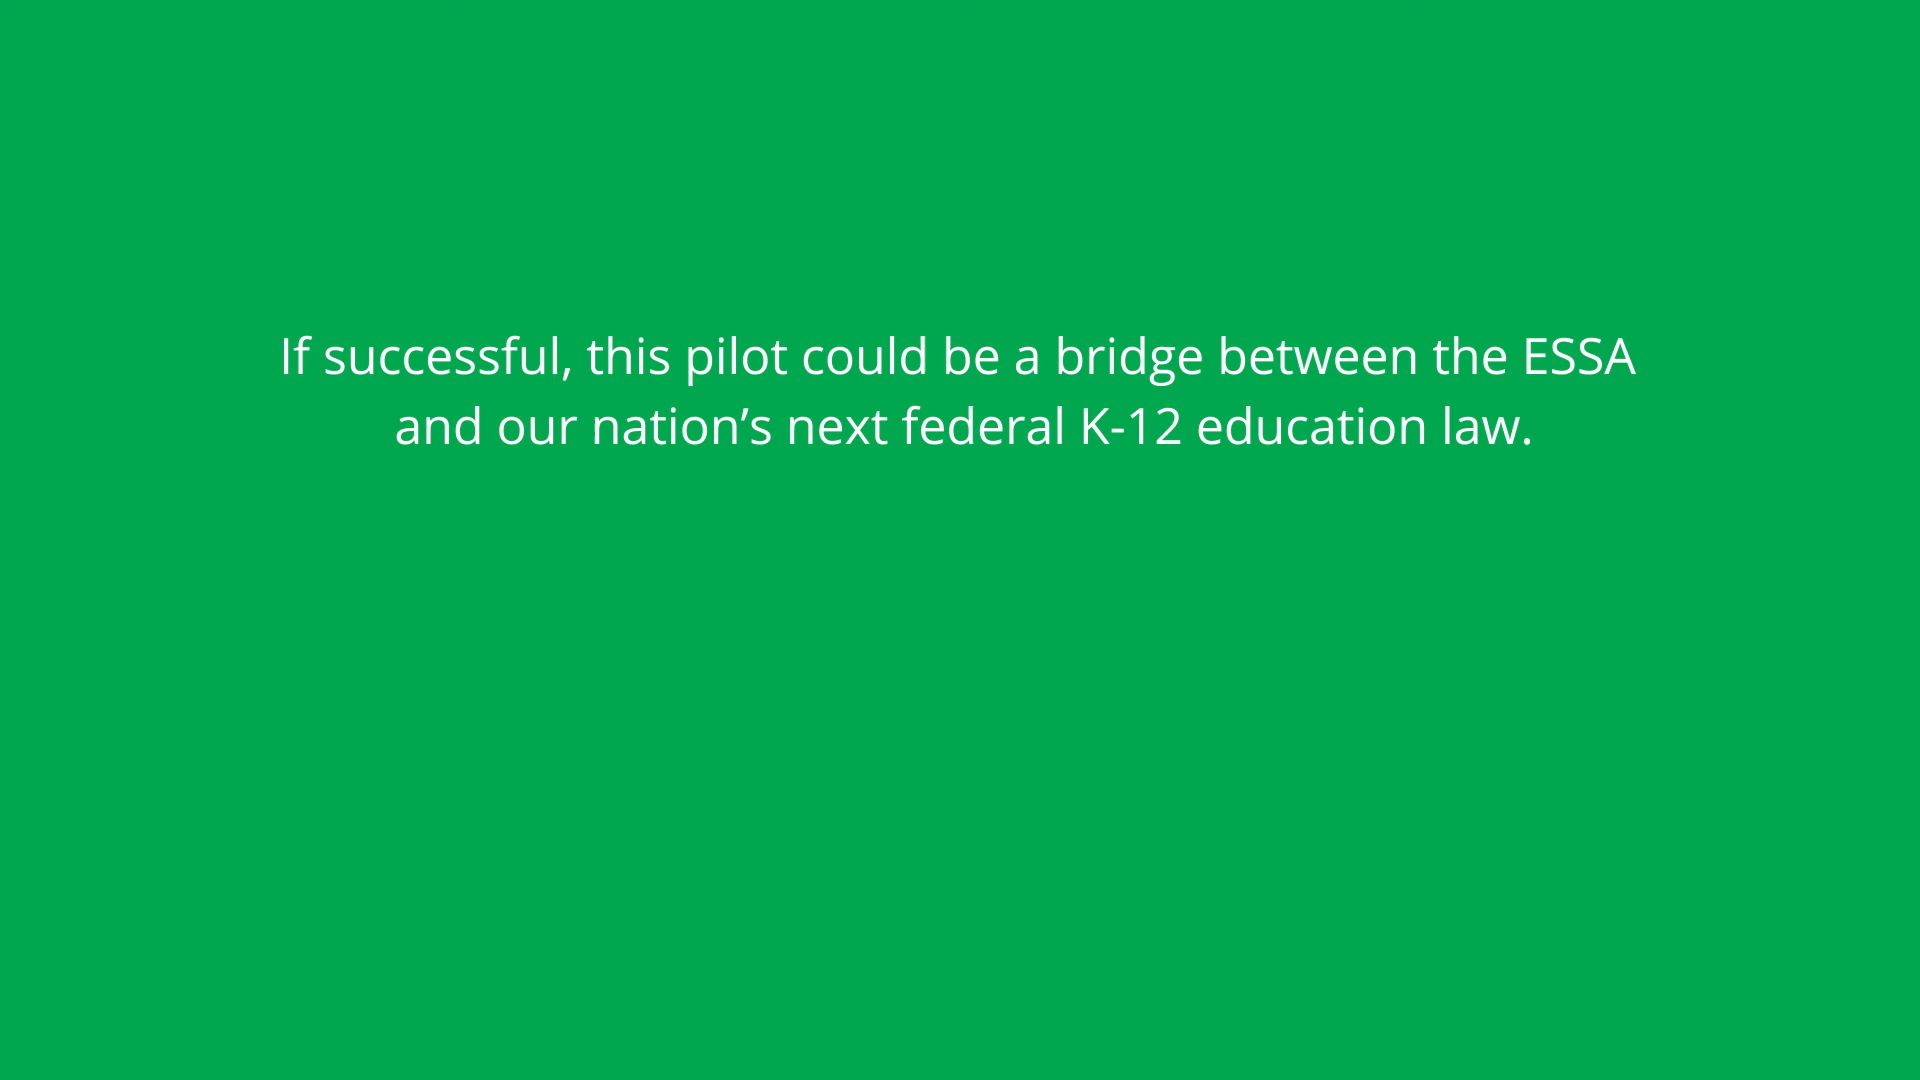 If successful, this pilot could be a bridge between the ESSA
and our nation’s next federal K-12 education law.